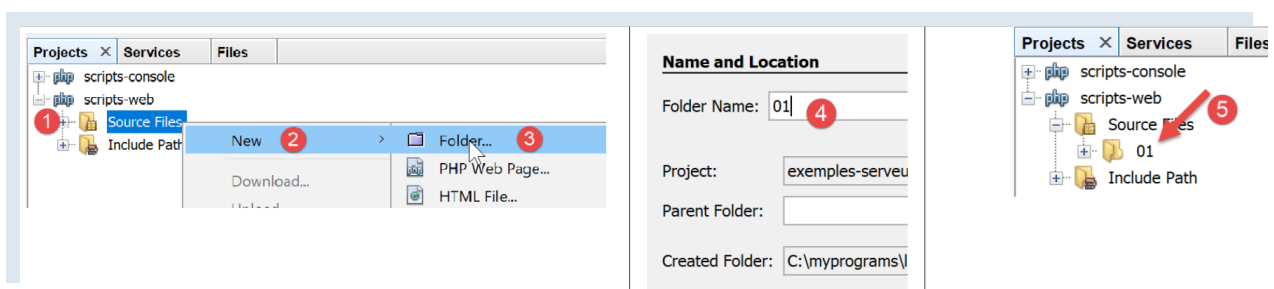 Projects × Services Files
php scripts-console
php scripts-web
1 Source Files
Include Path
New 2 > Folder... 3
Download...
PHP Web Page...
HTML File...
Name and Location
Folder Name: 01 4
Project: exemples-serveu
Parent Folder:
Created Folder: C:\myprograms\l
Projects × Services Files
php scripts-console
php scripts-web
Source Files 5
01
Include Path